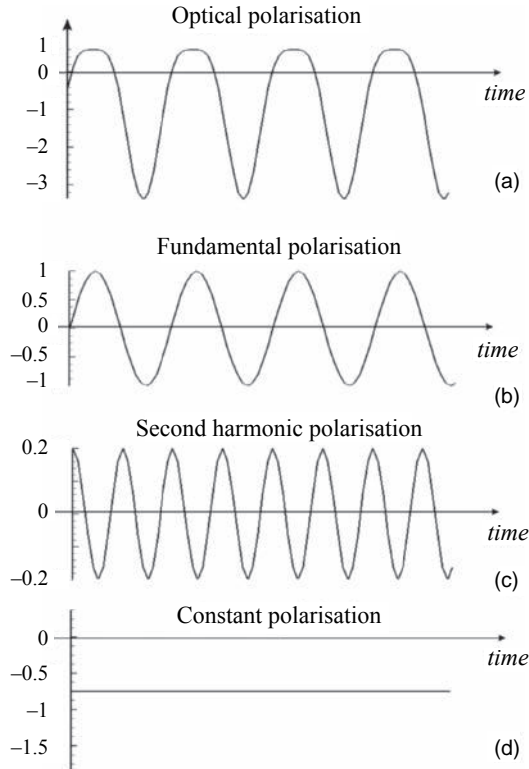 Optical polarisation
1
0
time
–1
–2
–3
(a)
Fundamental polarisation
1
0.5
0
time
–0.5
–1
(b)
Second harmonic polarisation
0.2
0
time
–0.2
(c)
Constant polarisation
0
time
–0.5
–1
–1.5
(d)